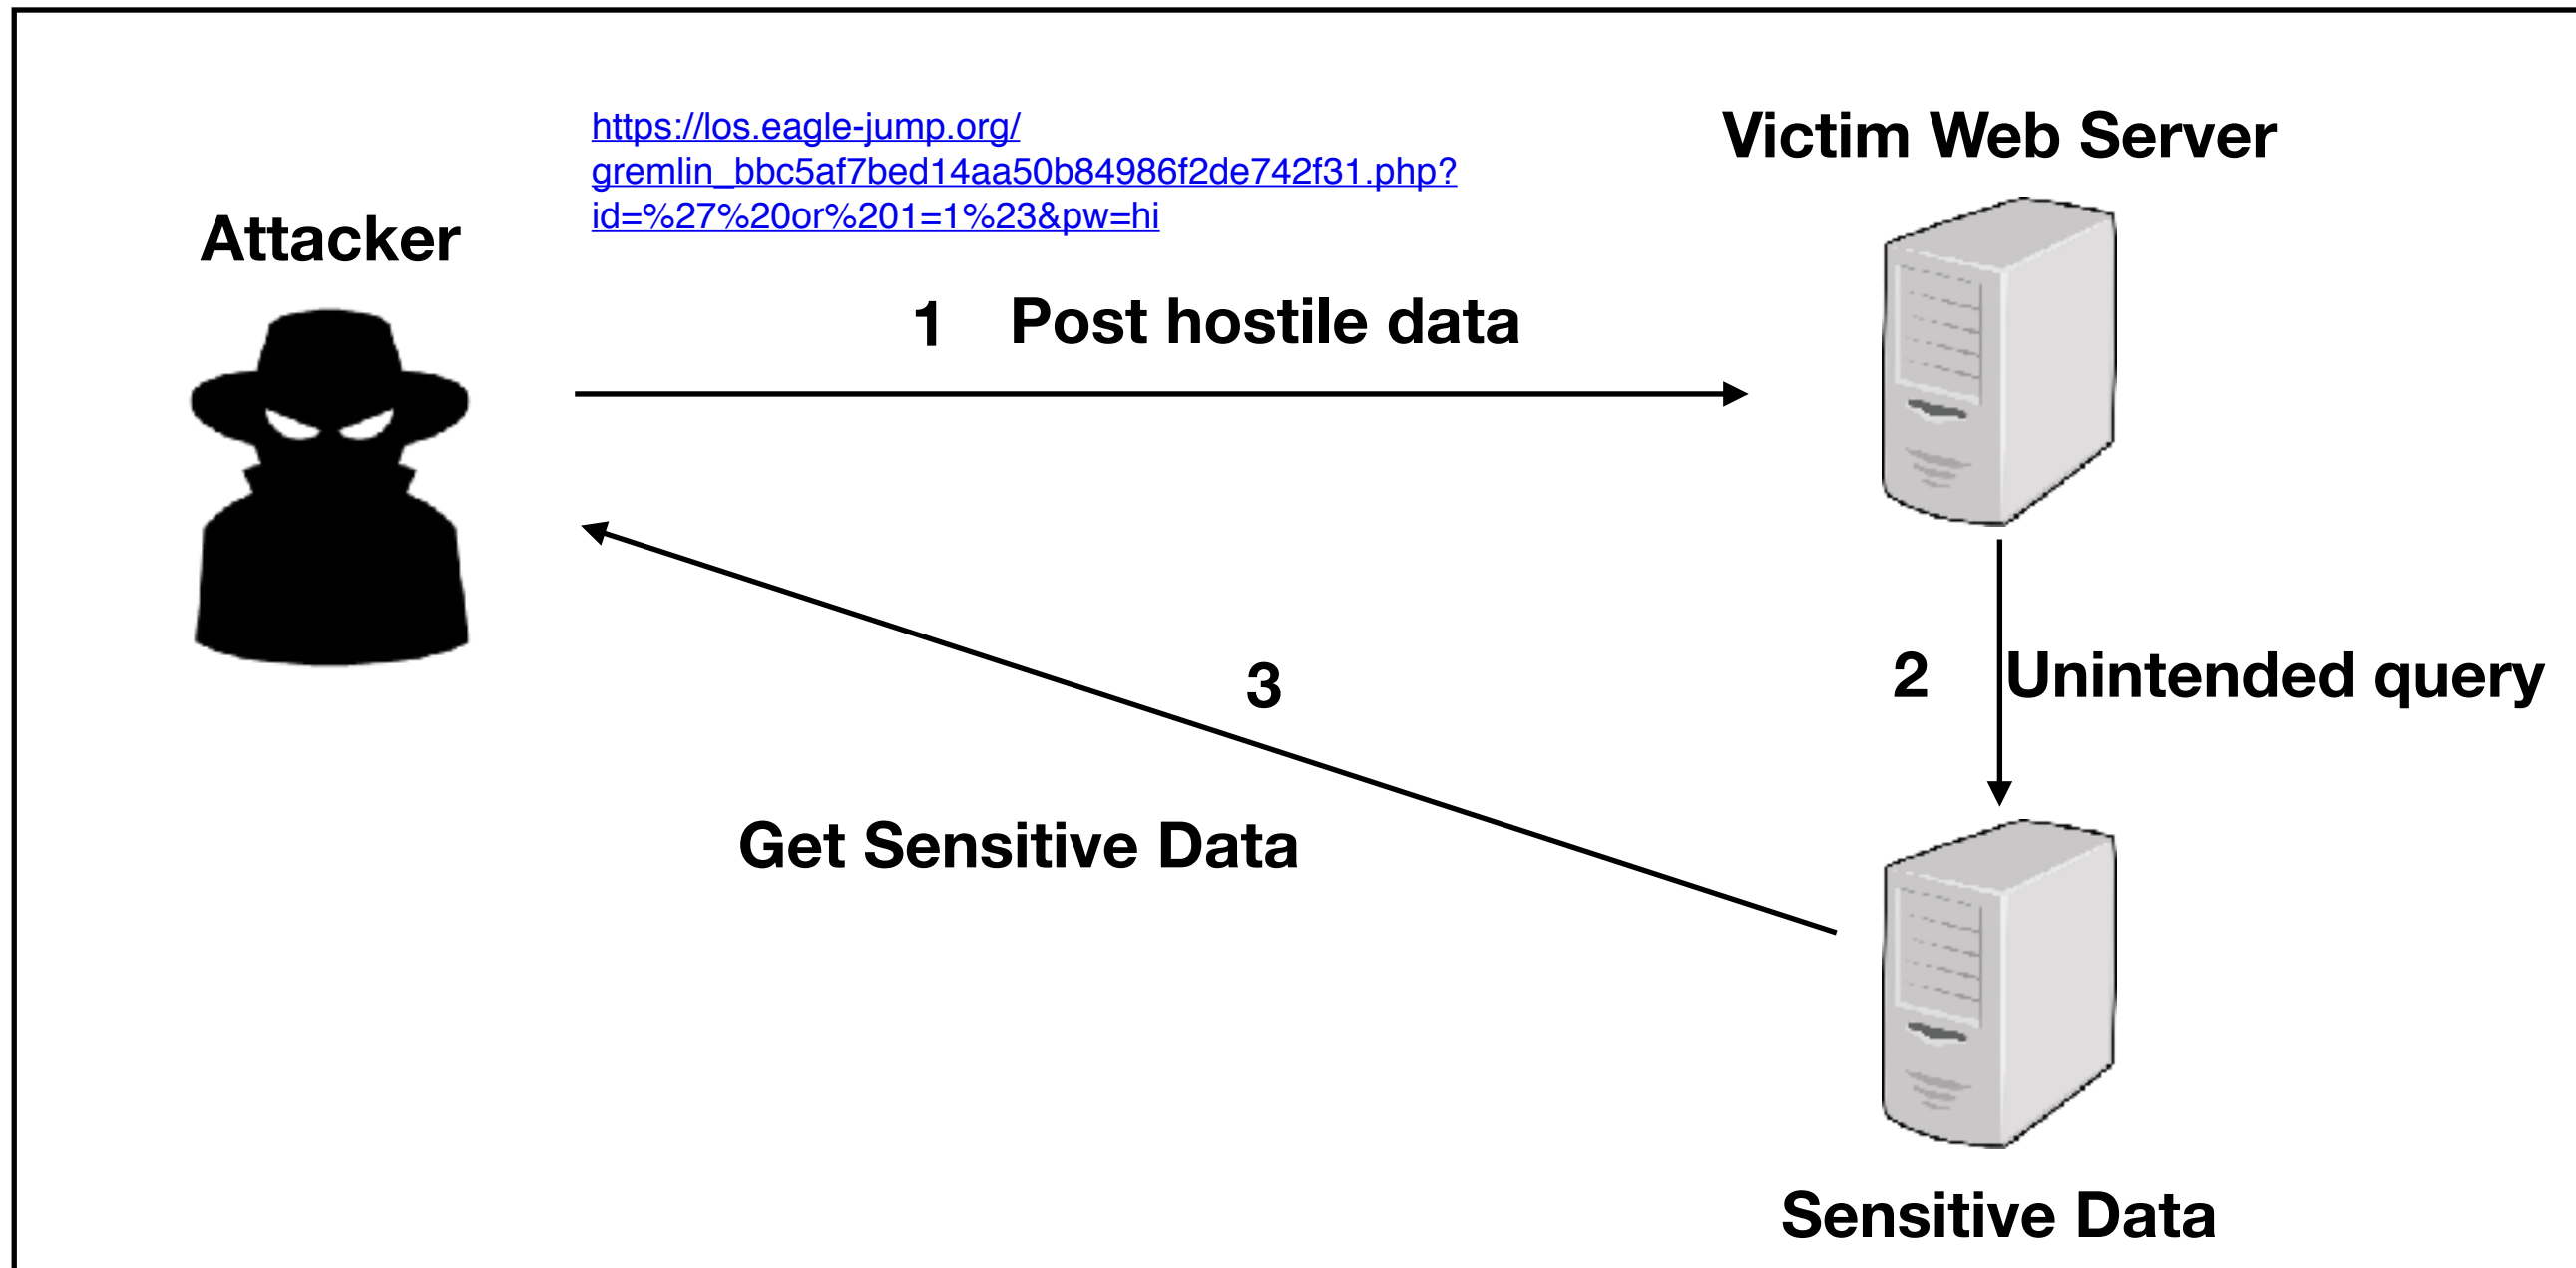 https://los.eagle-jump.org/
gremlin_bbc5af7bed14aa50b84986f2de742f31.php?
id=%27%20or%201=1%23&pw=hi
Victim Web Server
Attacker
1 Post hostile data
2 Unintended query
3
Get Sensitive Data
Sensitive Data